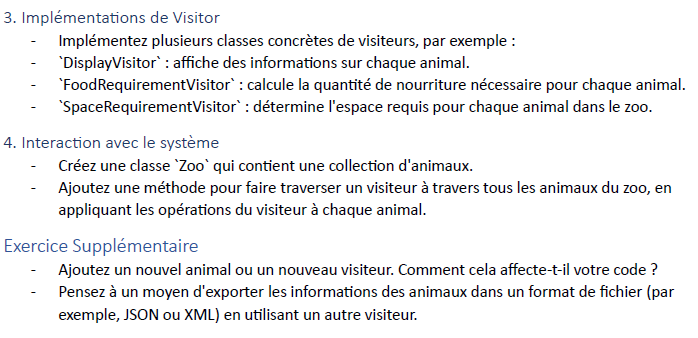 3. Implémentations de Visitor
- Implémentez plusieurs classes concrètes de visiteurs, par exemple :
- `DisplayVisitor` : affiche des informations sur chaque animal.
- `FoodRequirementVisitor` : calcule la quantité de nourriture nécessaire pour chaque animal.
- `SpaceRequirementVisitor` : détermine l'espace requis pour chaque animal dans le zoo.
4. Interaction avec le système
- Créez une classe `Zoo` qui contient une collection d'animaux.
- Ajoutez une méthode pour faire traverser un visiteur à travers tous les animaux du zoo, en
appliquant les opérations du visiteur à chaque animal.
Exercice Supplémentaire
- Ajoutez un nouvel animal ou un nouveau visiteur. Comment cela affecte-t-il votre code ?
- Pensez à un moyen d'exporter les informations des animaux dans un format de fichier (par
exemple, JSON ou XML) en utilisant un autre visiteur.